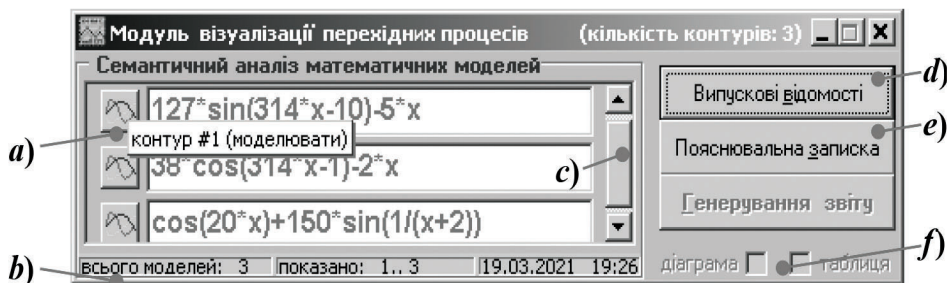 Модуль візуалізації перехідних процесів (кількість контурів: 3)
Семантичний аналіз математичних моделей
127*sin(314*x-10)-5*x
контур #1 (моделювати)
38*cos(314*x-1)-2*x
cos(20*x)+150*sin(1/(x+2))
всього моделей: 3 показано: 1.. 3 19.03.2021 19:26
Випускові відомості
Пояснювальна записка
Генерування звіту
діаграма таблиця
a)
b)
c)
d)
e)
f)